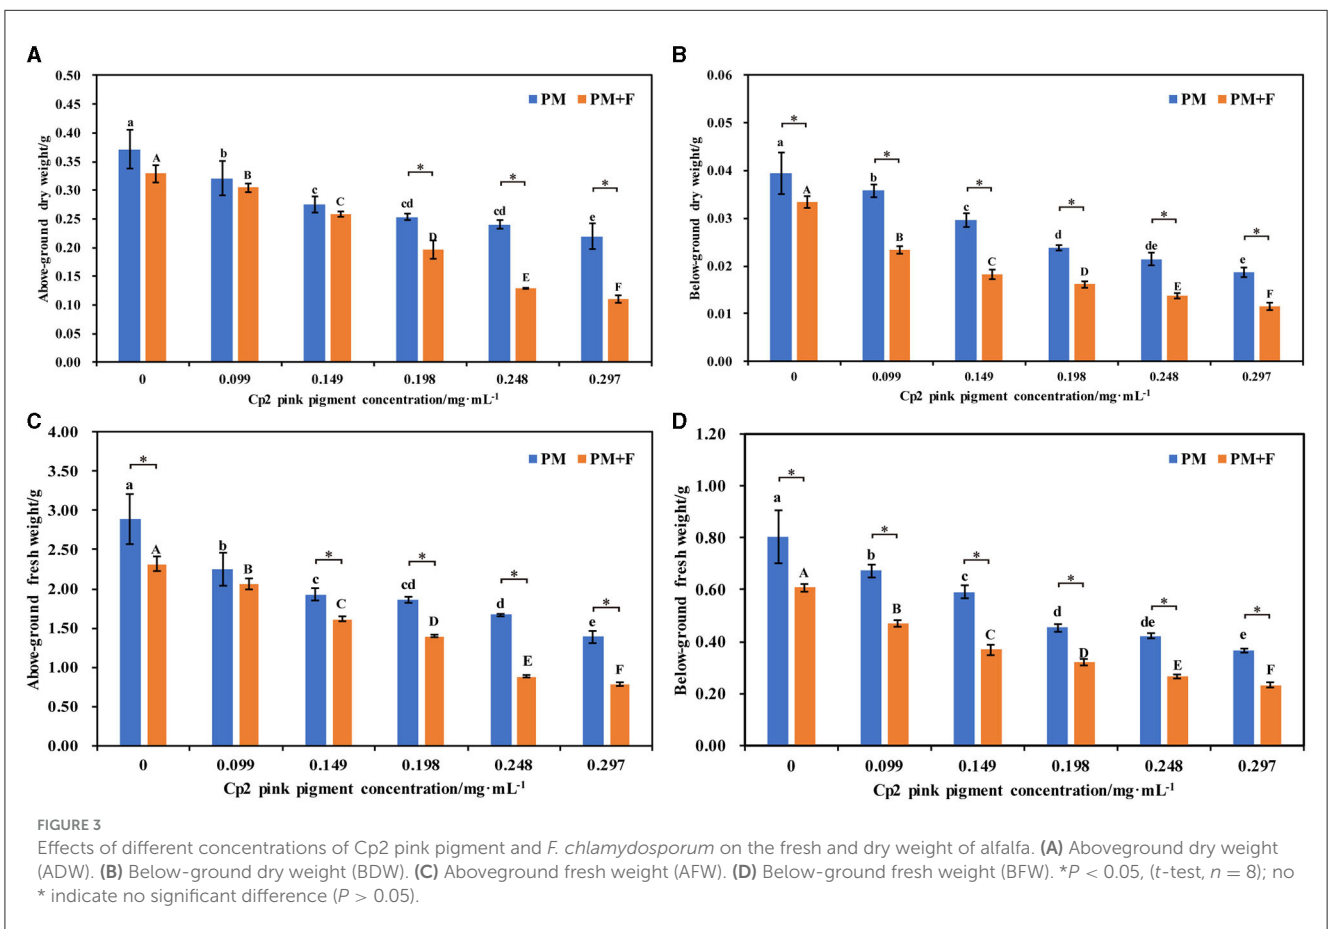 A
0.50
0.45
0.40
0.35
0.30
0.25
0.20
0.15
0.10
0.05
0.00
Above-ground dry weight/g
PM PM+F
a A b B c C cd D * cd E * e F *
0 0.099 0.149 0.198 0.248 0.297
Cp2 pink pigment concentration/mg·mL-1
B
0.06
0.05
0.04
0.03
0.02
0.01
0.00
Below-ground dry weight/g
PM PM+F
a A * b B * c C * d D * de E * e F *
0 0.099 0.149 0.198 0.248 0.297
Cp2 pink pigment concentration/mg·mL-1
C
4.00
3.50
3.00
2.50
2.00
1.50
1.00
0.50
0.00
Above-ground fresh weight/g
PM PM+F
a A * b B c C * cd D * d E * e F *
0 0.099 0.149 0.198 0.248 0.297
Cp2 pink pigment concentration/mg·mL-1
D
1.20
1.00
0.80
0.60
0.40
0.20
0.00
Below-ground fresh weight/g
PM PM+F
a A * b B * c C * d D * de E * e F *
0 0.099 0.149 0.198 0.248 0.297
Cp2 pink pigment concentration/mg·mL-1
FIGURE 3
Effects of different concentrations of Cp2 pink pigment and F. chlamydosporum on the fresh and dry weight of alfalfa. (A) Aboveground dry weight
(ADW). (B) Below-ground dry weight (BDW). (C) Aboveground fresh weight (AFW). (D) Below-ground fresh weight (BFW). *P < 0.05, (t-test, n = 8); no
* indicate no significant difference (P > 0.05).